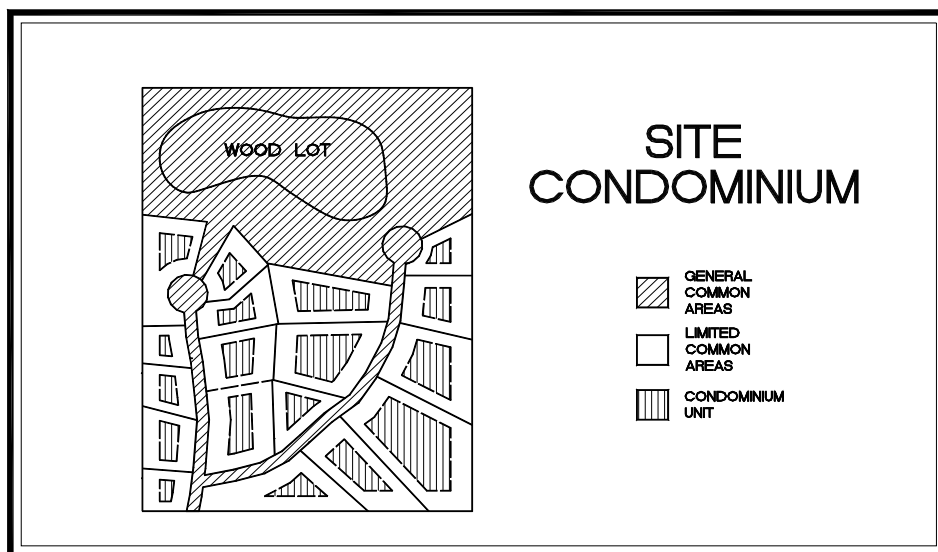 WOOD LOT
SITE
CONDOMINIUM
GENERAL
COMMON
AREAS
LIMITED
COMMON
AREAS
CONDOMINIUM
UNIT